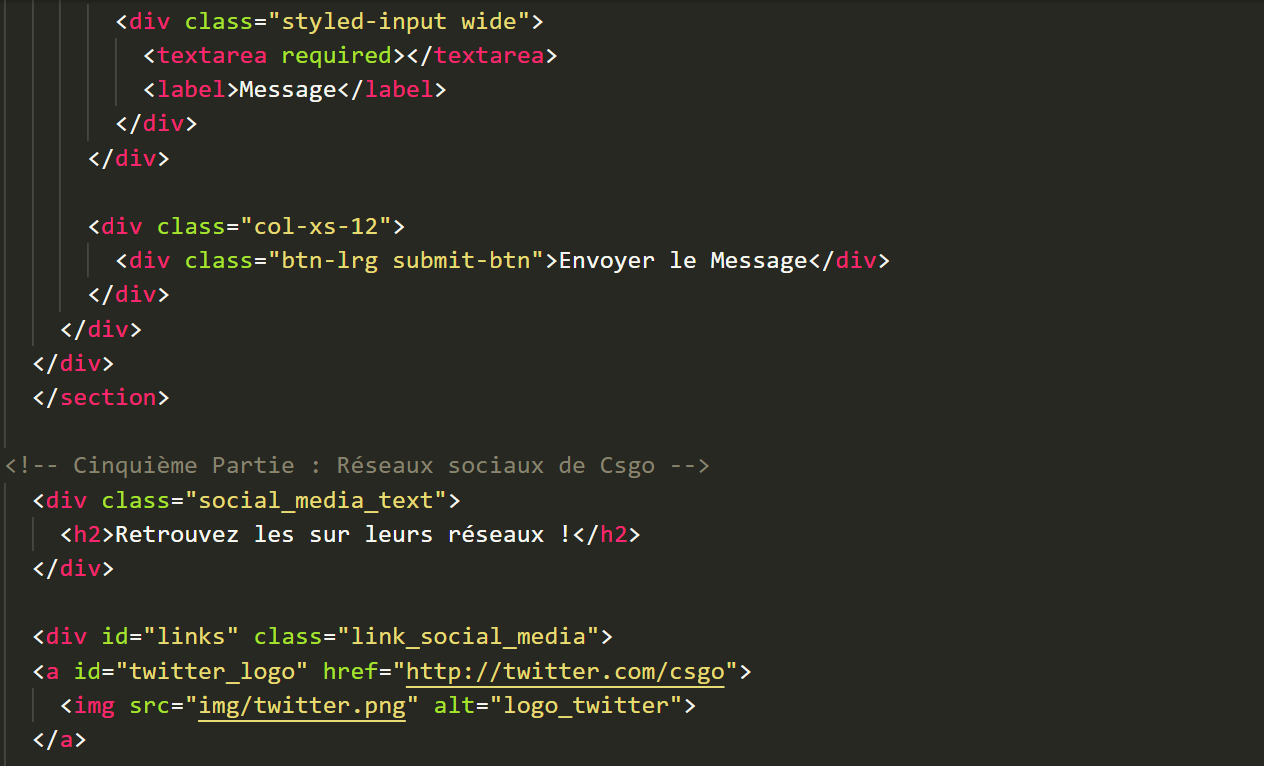 <div class="styled-input wide">
<textarea required></textarea>
<label>Message</label>
</div>
</div>
<div class="col-xs-12">
<div class="btn-lrg submit-btn">Envoyer le Message</div>
</div>
</div>
</div>
</section>
<!-- Cinquième Partie : Réseaux sociaux de Csgo -->
<div class="social_media_text">
<h2>Retrouvez les sur leurs réseaux !</h2>
</div>
<div id="links" class="link_social_media">
<a id="twitter_logo" href="http://twitter.com/csgo">
<img src="img/twitter.png" alt="logo_twitter">
</a>